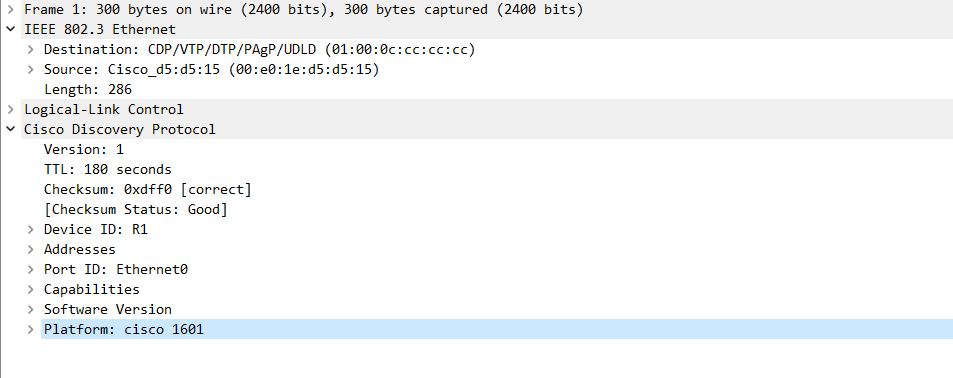 Frame 1: 300 bytes on wire (2400 bits), 300 bytes captured (2400 bits)
IEEE 802.3 Ethernet
Destination: CDP/VTP/DTP/PAgP/UDLD (01:00:0c:cc:cc:cc)
Source: Cisco_d5:d5:15 (00:e0:1e:d5:d5:15)
Length: 286
Logical-Link Control
Cisco Discovery Protocol
Version: 1
TTL: 180 seconds
Checksum: 0xdff0 [correct]
[Checksum Status: Good]
Device ID: R1
Addresses
Port ID: Ethernet0
Capabilities
Software Version
Platform: cisco 1601